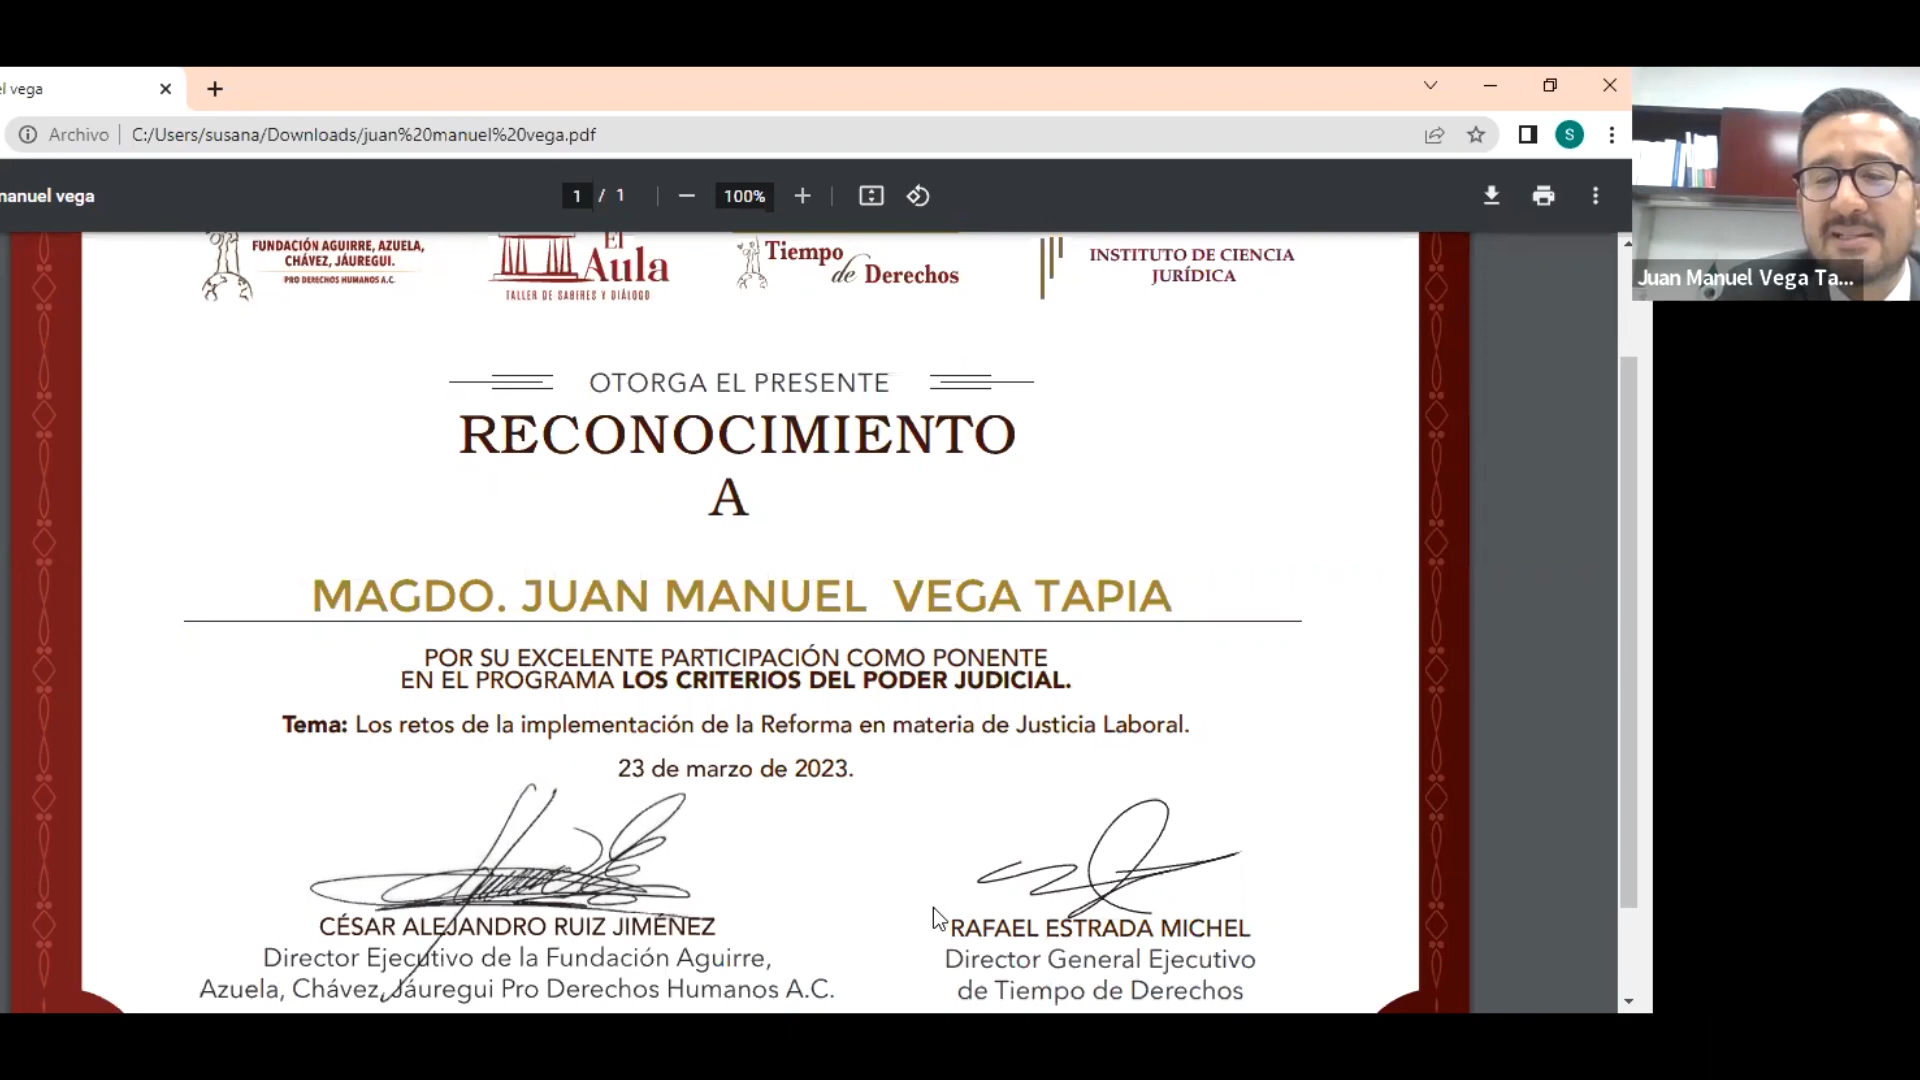 el vega
Archivo
C:/Users/susana/Downloads/juan%20manuel%20vega.pdf
S
manuel vega
1 / 1
100%
FUNDACIÓN AGUIRRE, AZUELA,
CHÁVEZ, JÁUREGUI.
PRO DERECHOS HUMANOS A.C.
El
Aula
TALLER DE SABERES Y DIÁLOGO
Tiempo
de Derechos
INSTITUTO DE CIENCIA
JURÍDICA
Juan Manuel Vega Ta...
OTORGA EL PRESENTE
RECONOCIMIENTO
A
MAGDO. JUAN MANUEL VEGA TAPIA
POR SU EXCELENTE PARTICIPACIÓN COMO PONENTE
EN EL PROGRAMA LOS CRITERIOS DEL PODER JUDICIAL.
Tema: Los retos de la implementación de la Reforma en materia de Justicia Laboral.
23 de marzo de 2023.
CÉSAR ALEJANDRO RUIZ JIMÉNEZ
Director Ejecutivo de la Fundación Aguirre,
Azuela, Chávez, Jáuregui Pro Derechos Humanos A.C.
RAFAEL ESTRADA MICHEL
Director General Ejecutivo
de Tiempo de Derechos